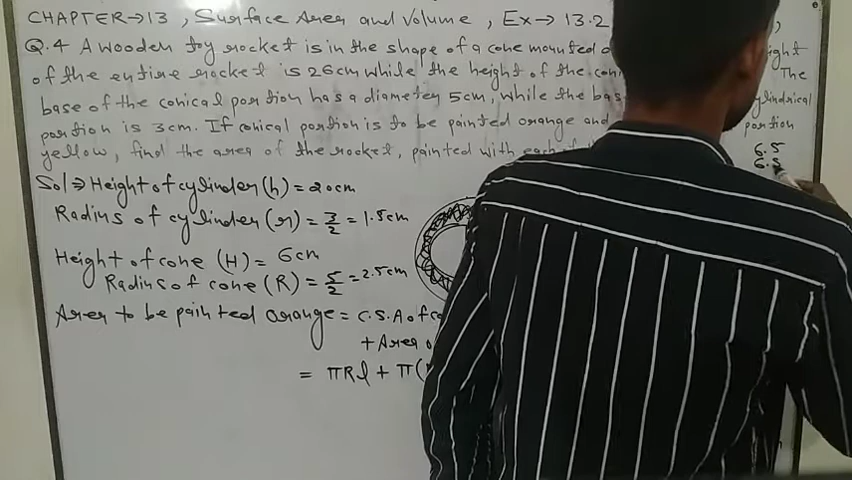 CHAPTER→13, Surface Area and Volume, Ex→13.2
Q.4 A wooden toy rocket is in the shape of a cone mounted
ight
of the entire rocket is 26cm while the height of the
The
base of the conical portion has a diameter 5cm, while the bas
ylindrical
portion is 3cm. If conical portion is to be painted orange and
portion
yellow, find the area of the rocket, painted with
6.5
6.5
Sol⇒Height of cylinder (h) = 20cm
Radius of cylinder (r) = 3/2 = 1.5cm
Height of cone (H) = 6cm
Radius of cone (R) = 5/2 = 2.5cm
Area to be painted orange = C.S.A of
+ Area
= πRl + π(